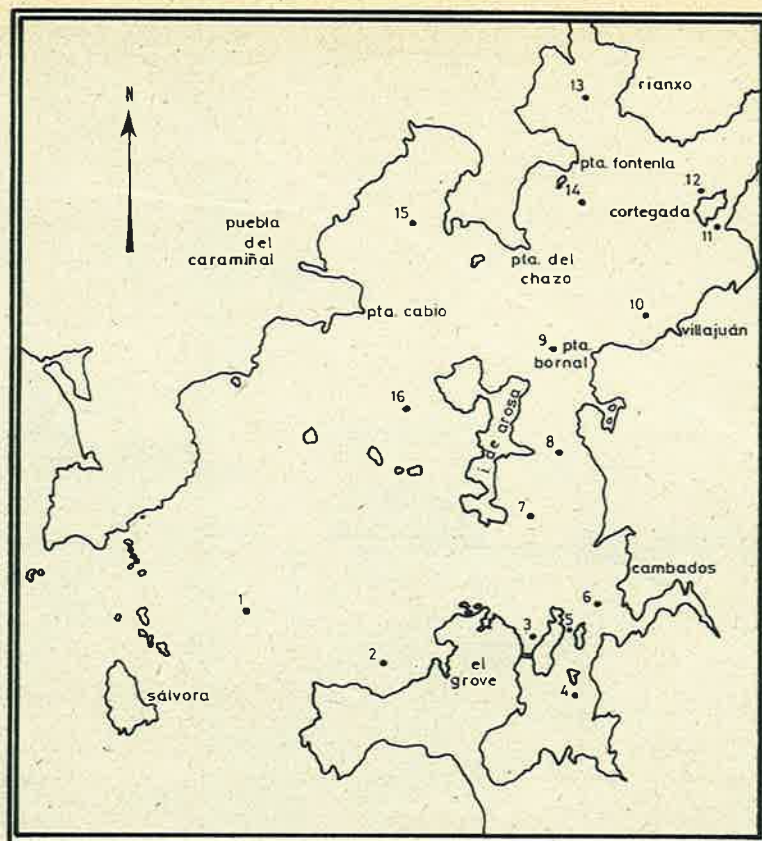 N
13
rianxo
pta. fontenla
14
12
cortegada
11
15
puebla
del
caramiñal
pta. del
chazo
pta. cabio
10
villajuán
9
pta.
bornal
16
i. de arosa
8
7
cambados
6
1
3
5
2
el
grove
4
sálvora